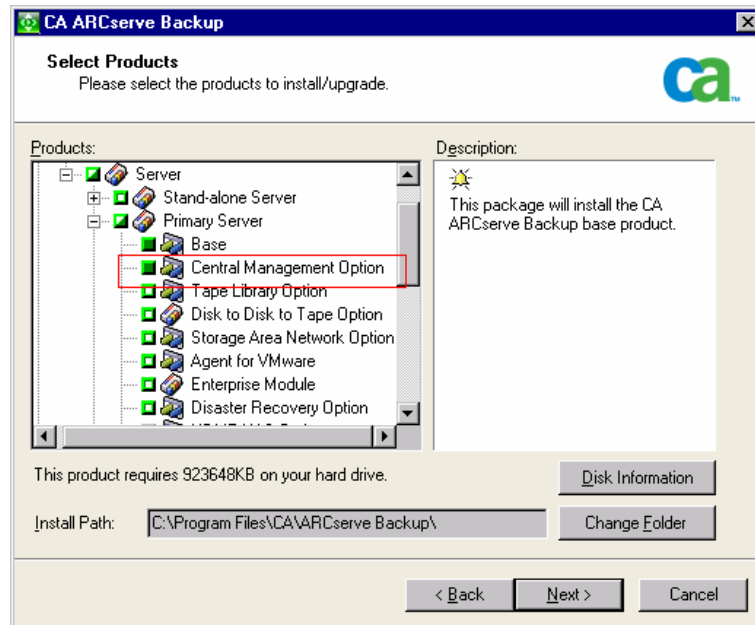 CA ARCserve Backup
Select Products
Please select the products to install/upgrade.
ca
TM
Products:
Description:
Server
Stand-alone Server
Primary Server
Base
Central Management Option
Tape Library Option
Disk to Disk to Tape Option
Storage Area Network Option
Agent for VMware
Enterprise Module
Disaster Recovery Option
This package will install the CA
ARCserve Backup base product.
This product requires 923648KB on your hard drive.
Disk Information
Install Path:
C:\Program Files\CA\ARCserve Backup\
Change Folder
< Back
Next >
Cancel